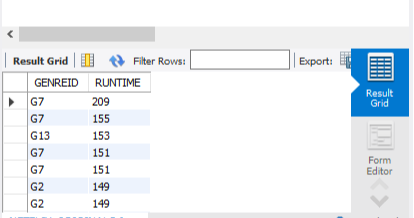 Result Grid Filter Rows: Export:
GENREID RUNTIME
G7 209
G7 155
G13 153
G7 151
G7 151
G2 149
G2 149
Result
Grid
Form
Editor